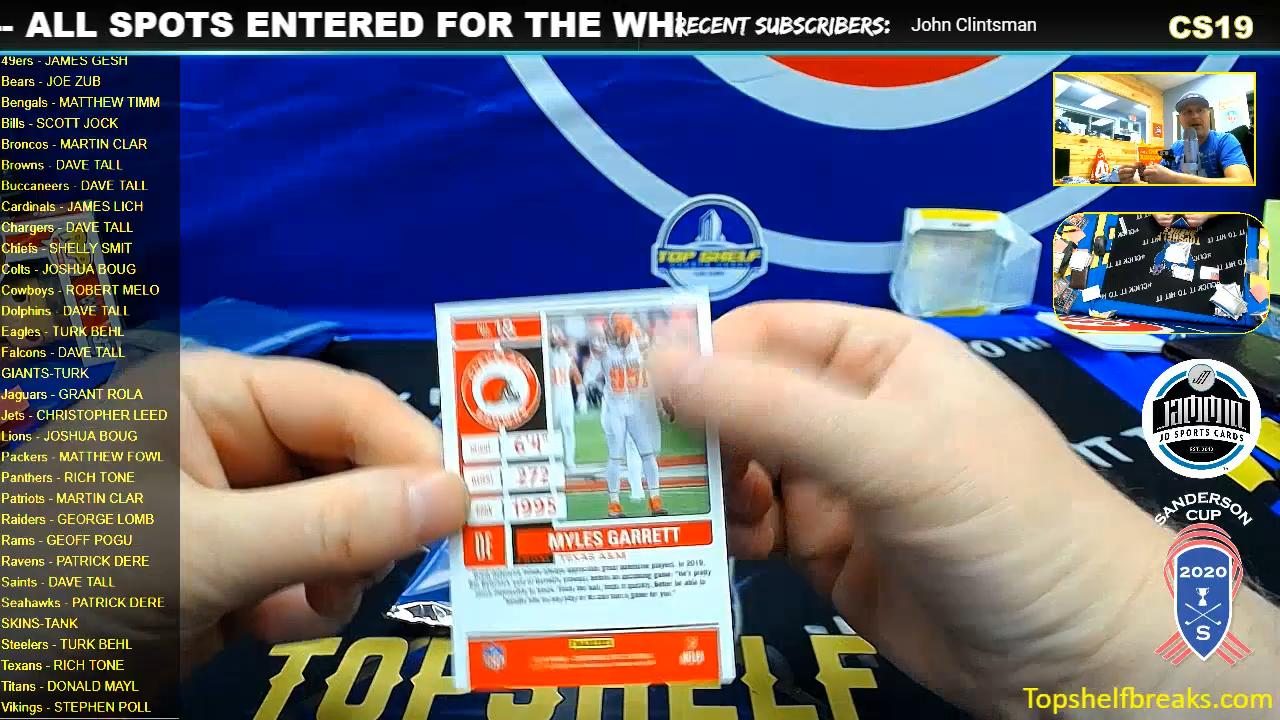 -- ALL SPOTS ENTERED FOR THE WHI
RECENT SUBSCRIBERS:
John Clintsman
CS19
49ers - JAMES GESH
Bears - JOE ZUB
Bengals - MATTHEW TIMM
Bills - SCOTT JOCK
Broncos - MARTIN CLAR
Browns - DAVE TALL
Buccaneers - DAVE TALL
Cardinals - JAMES LICH
Chargers - DAVE TALL
Chiefs - SHELLY SMIT
Colts - JOSHUA BOUG
Cowboys - ROBERT MELO
Dolphins - DAVE TALL
Eagles - TURK BEHL
Falcons - DAVE TALL
GIANTS-TURK
Jaguars - GRANT ROLA
Jets - CHRISTOPHER LEED
Lions - JOSHUA BOUG
Packers - MATTHEW FOWL
Panthers - RICH TONE
Patriots - MARTIN CLAR
Raiders - GEORGE LOMB
Rams - GEOFF POGU
Ravens - PATRICK DERE
Saints - DAVE TALL
Seahawks - PATRICK DERE
SKINS-TANK
Steelers - TURK BEHL
Texans - RICH TONE
Titans - DONALD MAYL
Vikings - STEPHEN POLL
TOP SHELF
6'4"
272
1995
DE
MYLES GARRETT
TEXAS A&M
PANINI
NFL
NFLPA
TOPSHELF
JAMMIN
JD SPORTS CARDS
EST. 2012
SANDERSON
CUP
2020
S
Topshelfbreaks.com